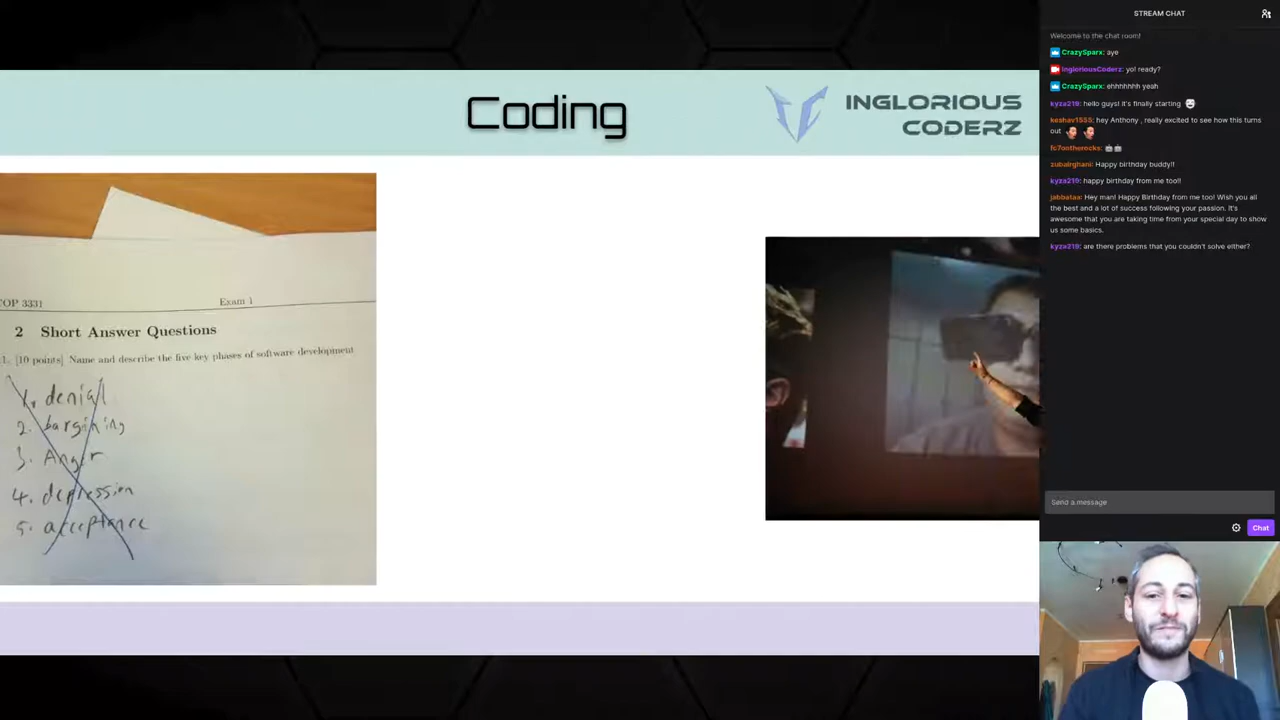 Coding
INGLORIOUS
CODERZ
COP 3331
Exam 1
2 Short Answer Questions
1. [10 points] Name and describe the five key phases of software development
1. denial
2. bargining
3. Anger
4. depression
5. acceptance
STREAM CHAT
Welcome to the chat room!
CrazySparx: aye
IngloriousCoderz: yo! ready?
CrazySparx: ehhhhhhh yeah
kyza219: hello guys! it's finally starting
keshav1555: hey Anthony , really excited to see how this turns
out
fc7ontherocks:
zubairghani: Happy birthday buddy!!
kyza219: happy birthday from me too!!
jabbataa: Hey man! Happy Birthday from me too! Wish you all
the best and a lot of success following your passion. It's
awesome that you are taking time from your special day to show
us some basics.
kyza219: are there problems that you couldn't solve either?
Send a message
Chat